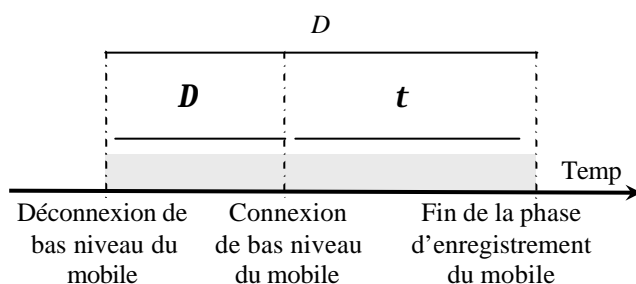 D
D t
Temp
Déconnexion de Connexion Fin de la phase
bas niveau du de bas niveau d’enregistrement
mobile du mobile du mobile